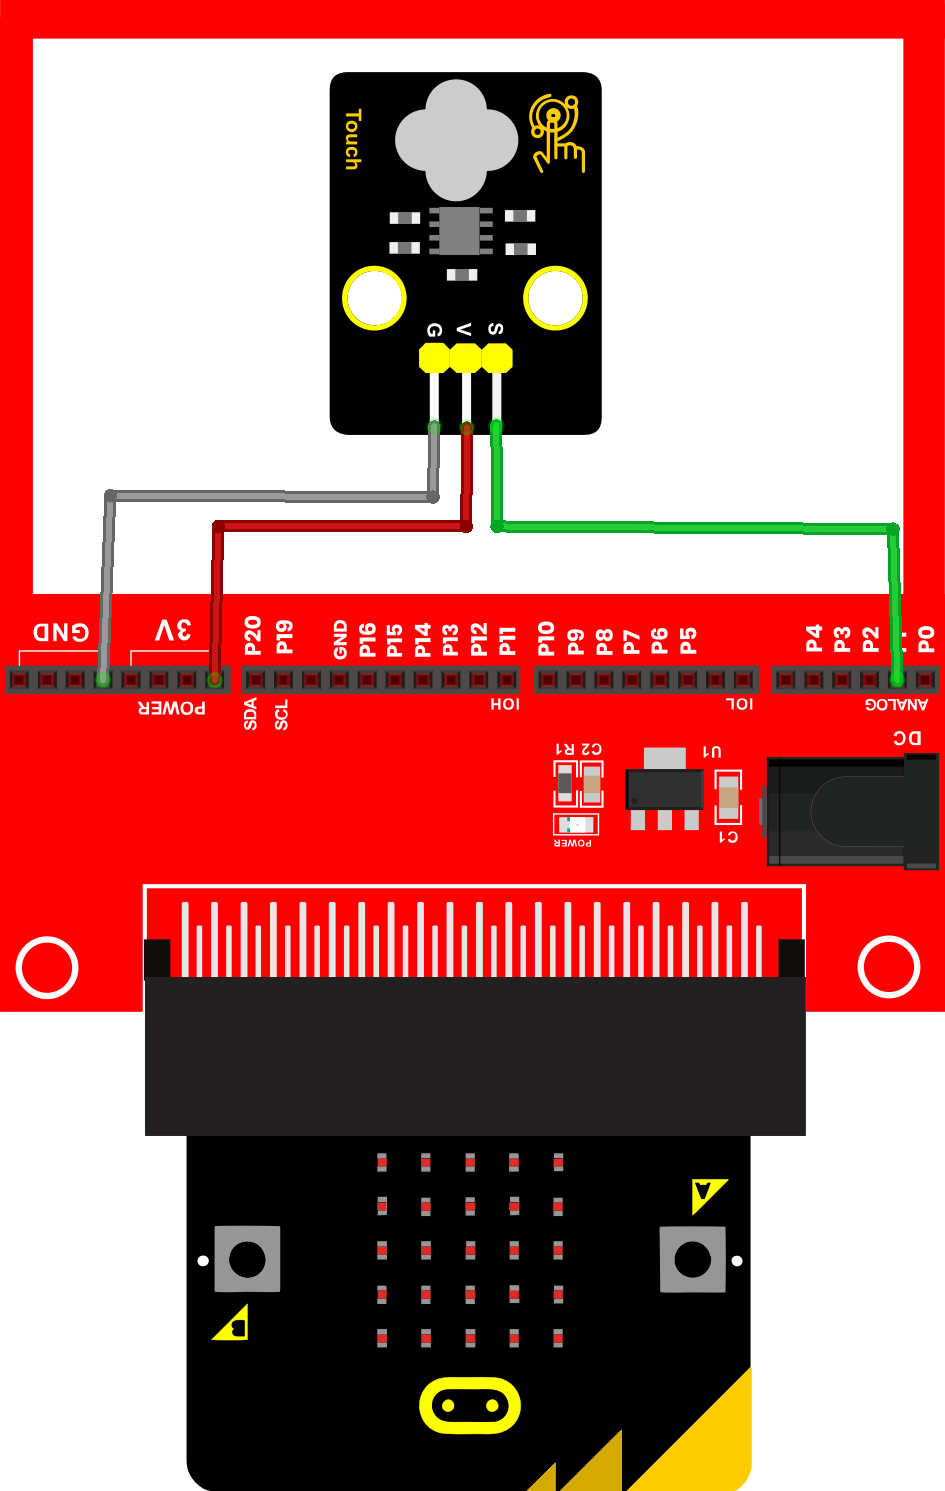 Touch
G V S
GND
3V
P20
P19
GND
P16
P15
P14
P13
P12
P11
P10
P9
P8
P7
P6
P5
P4
P3
P2
P0
POWER
SDA
SCL
IOH
IOL
ANALOG
DC
R1 C2
U1
POWER
C1
A
B